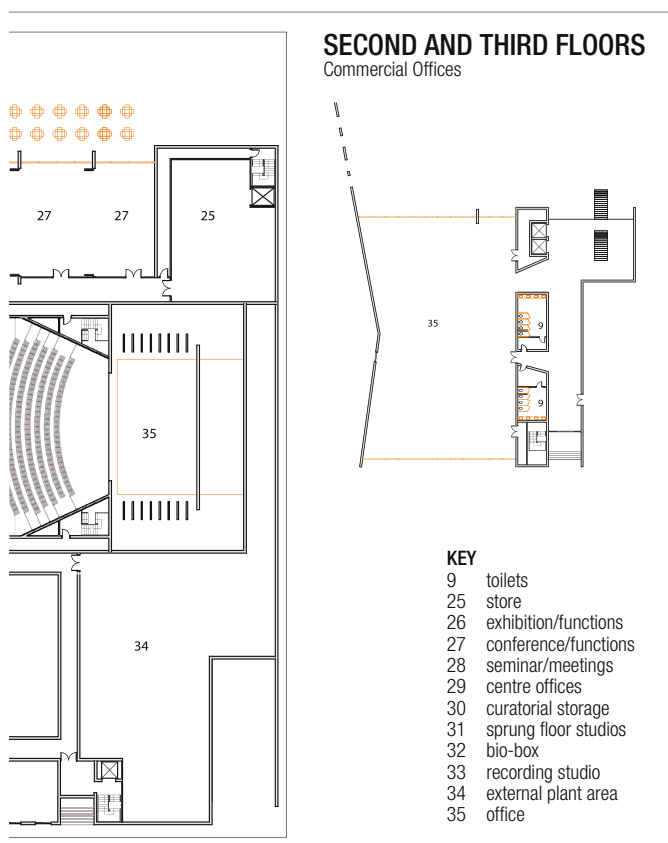 SECOND AND THIRD FLOORS
Commercial Offices
27
27
25
35
34
35
9
9
KEY
9 toilets
25 store
26 exhibition/functions
27 conference/functions
28 seminar/meetings
29 centre offices
30 curatorial storage
31 sprung floor studios
32 bio-box
33 recording studio
34 external plant area
35 office